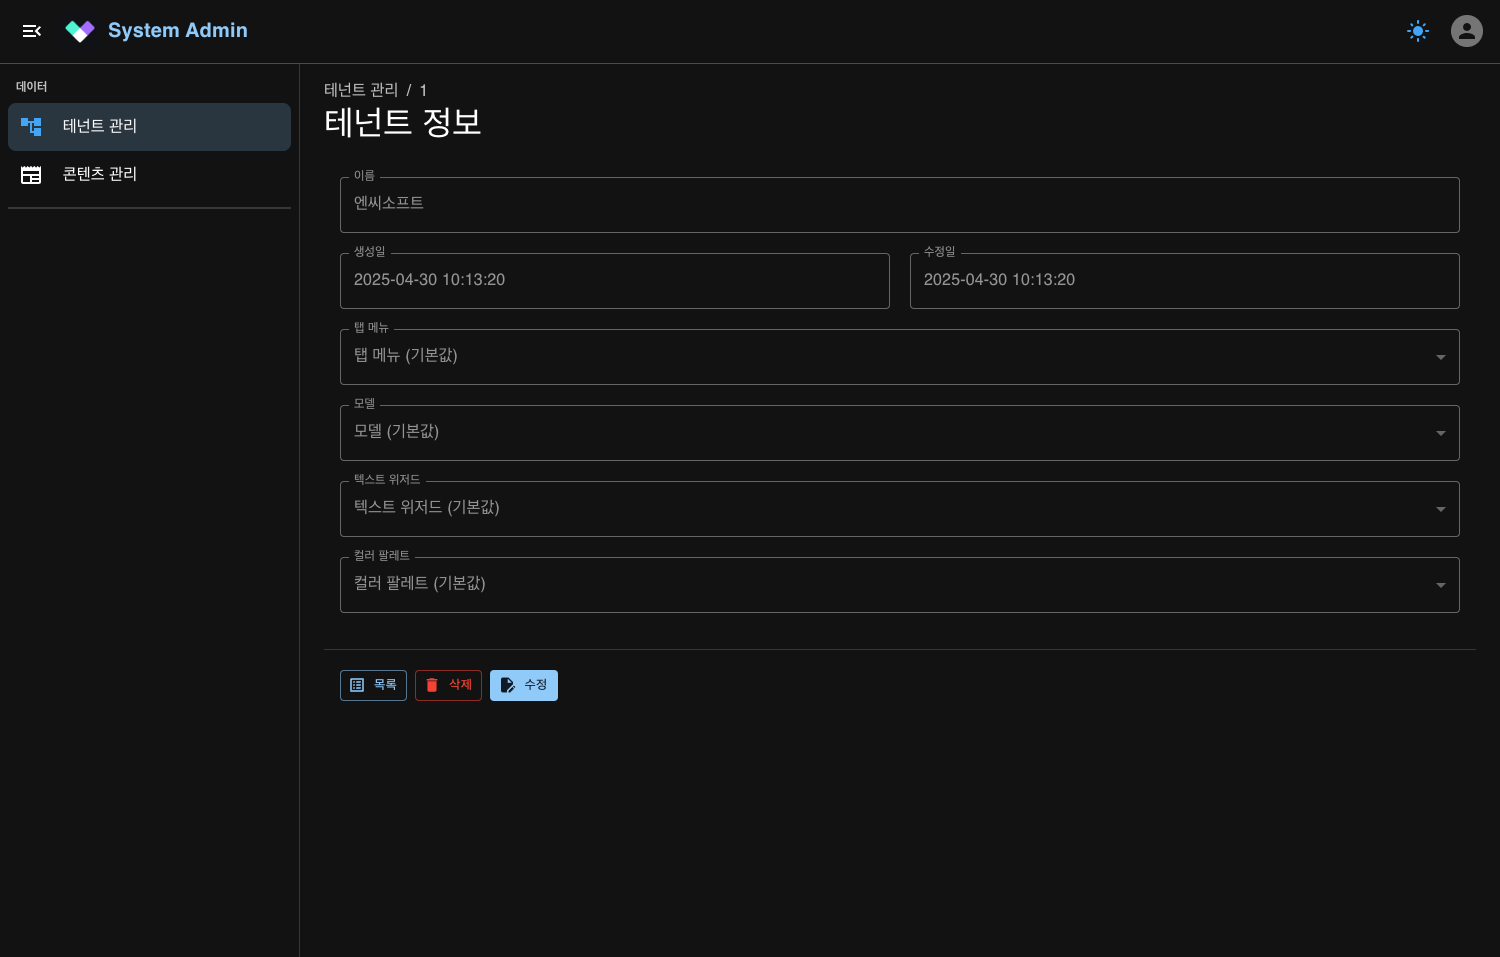 System Admin
데이터
테넌트 관리
콘텐츠 관리
테넌트 관리 / 1
테넌트 정보
이름
엔씨소프트
생성일
2025-04-30 10:13:20
수정일
2025-04-30 10:13:20
탭 메뉴
탭 메뉴 (기본값)
모델
모델 (기본값)
텍스트 위저드
텍스트 위저드 (기본값)
컬러 팔레트
컬러 팔레트 (기본값)
목록
삭제
수정